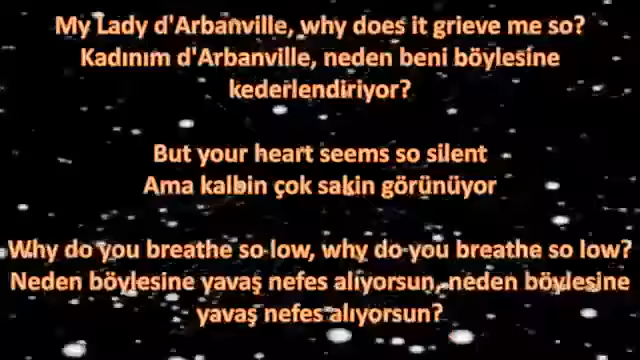 My Lady d'Arbanville, why does it grieve me so?
Kadınım d'Arbanville, neden beni böylesine
kederlendiriyor?
But your heart seems so silent
Ama kalbin çok sakin görünüyor
Why do you breathe so low, why do you breathe so low?
Neden böylesine yavaş nefes alıyorsun, neden böylesine
yavaş nefes alıyorsun?